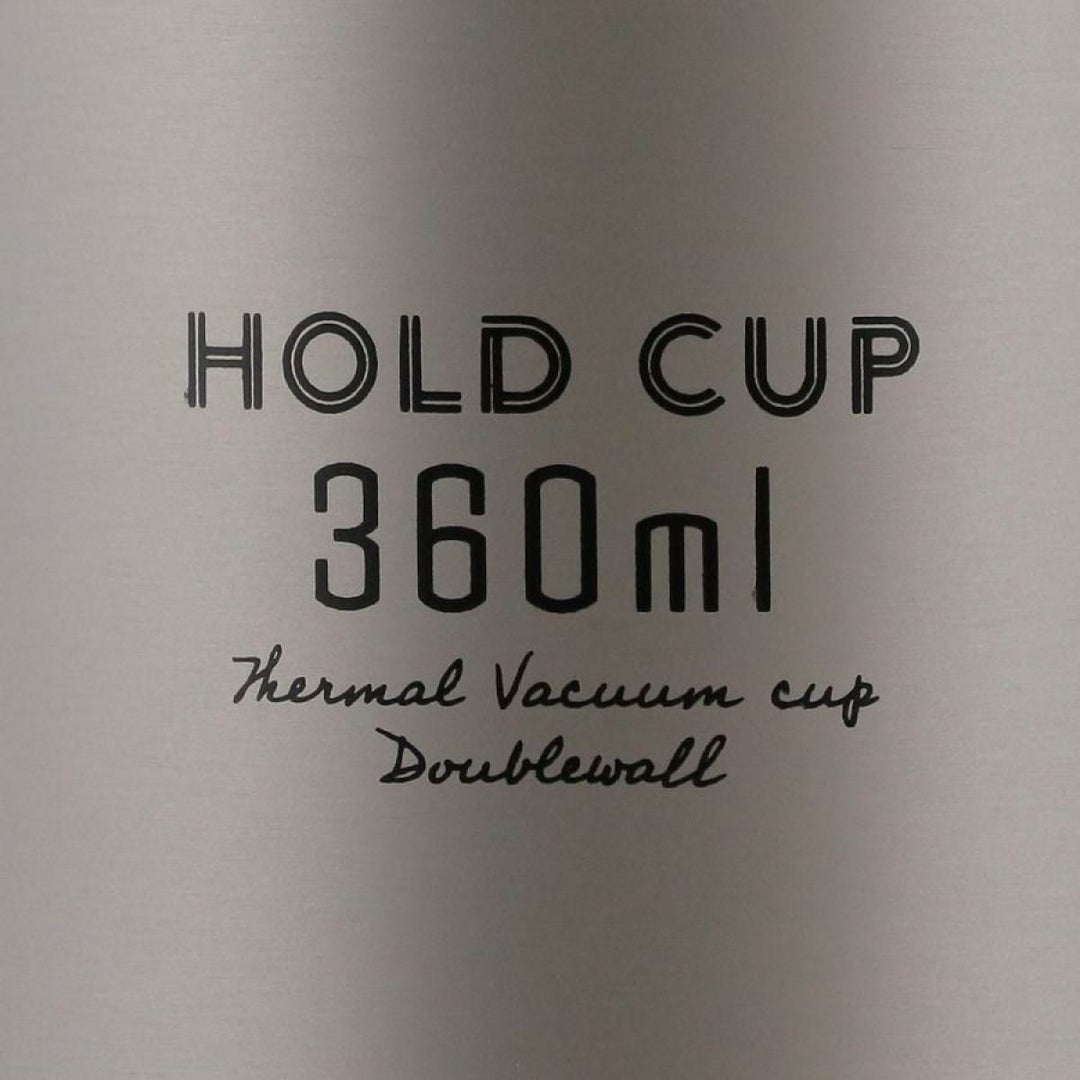 HOLD CUP
360ml
Thermal Vacuum cup
Doublewall